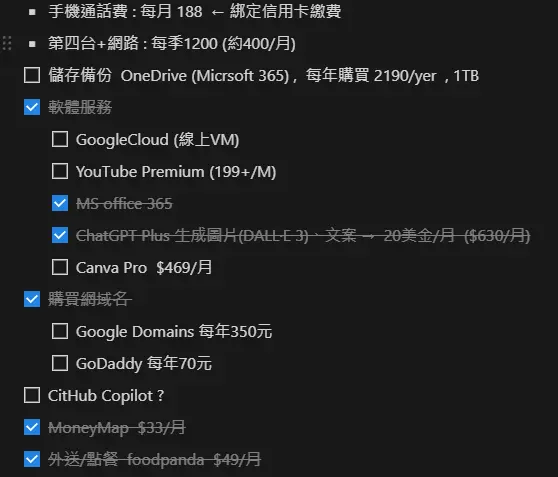 手機通話費 : 每月 188 ← 綁定信用卡繳費
第四台+網路 : 每季1200 (約400/月)
儲存備份 OneDrive (Micrsoft 365) , 每年購買 2190/yer , 1TB
軟體服務
GoogleCloud (線上VM)
YouTube Premium (199+/M)
MS office 365
ChatGPT Plus 生成圖片(DALL·E 3)、文案 → 20美金/月 ($630/月)
Canva Pro $469/月
購買網域名
Google Domains 每年350元
GoDaddy 每年70元
CitHub Copilot ?
MoneyMap $33/月
外送/點餐 foodpanda $49/月